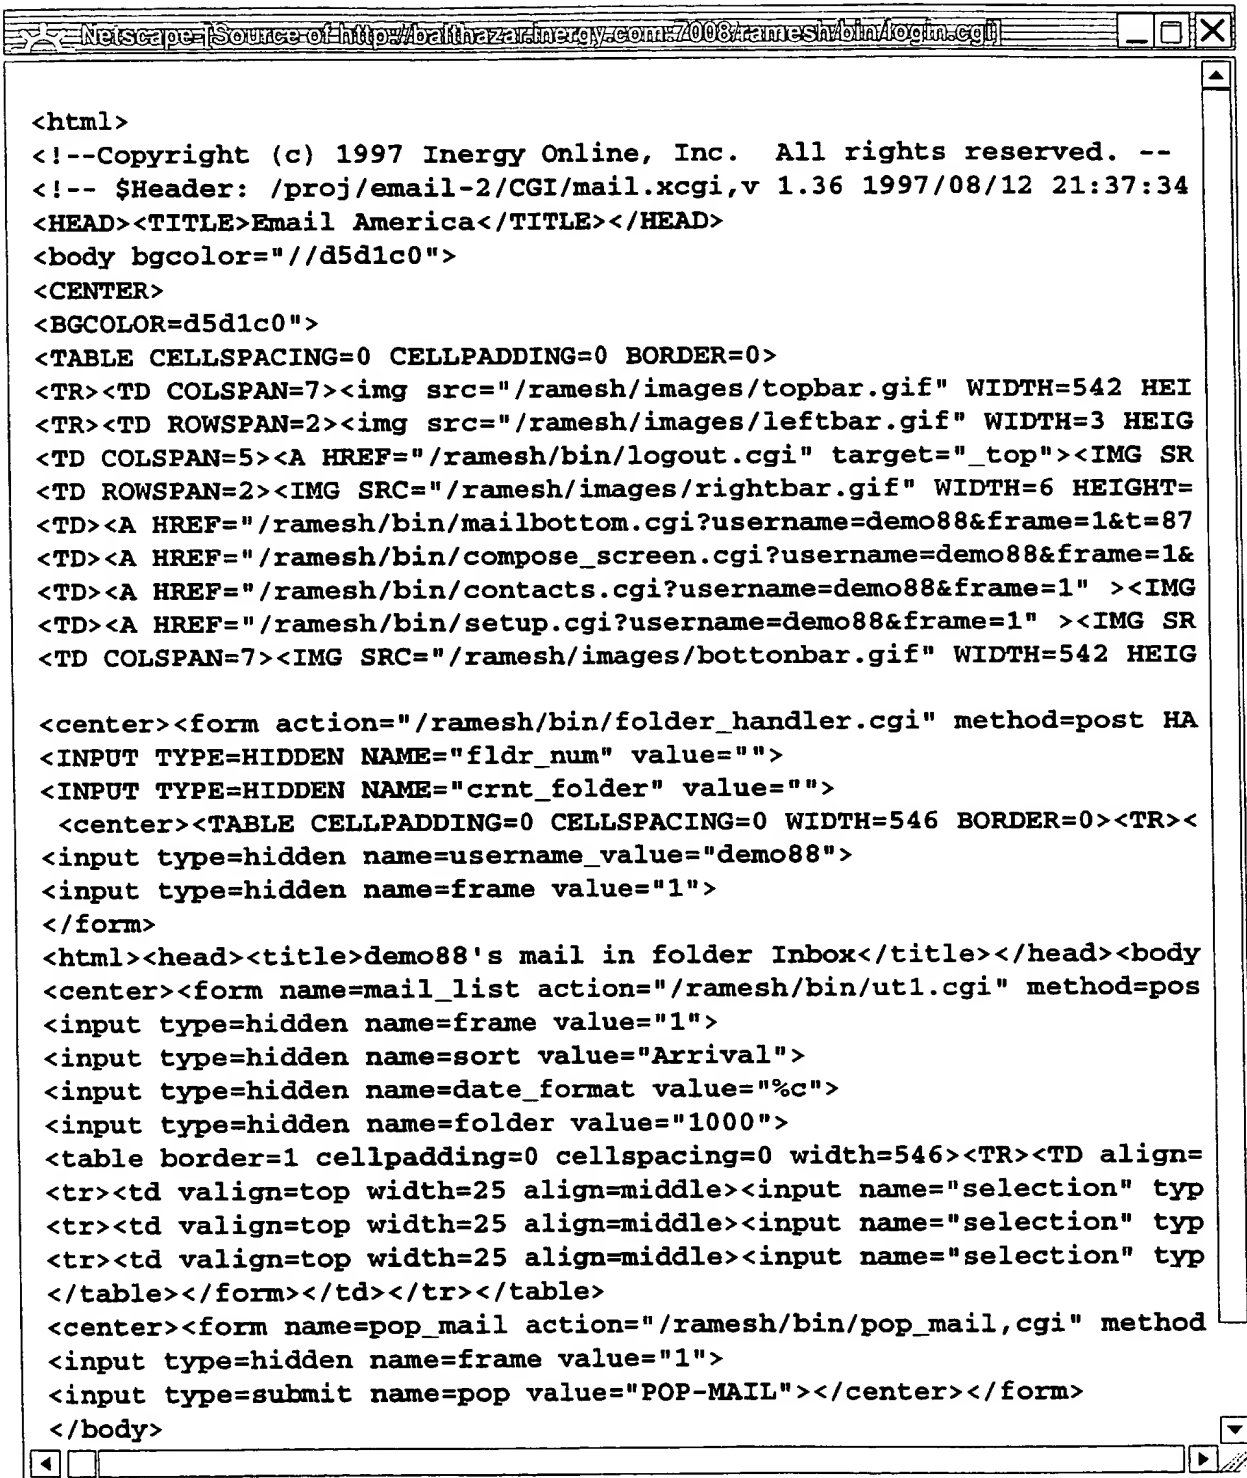 Netscape-[Source of http://balthazar.inergy.com:7008/ramesh/bin/login.cgi]
<html>
<!--Copyright (c) 1997 Inergy Online, Inc.  All rights reserved. --
<!-- $Header: /proj/email-2/CGI/mail.xcgi,v 1.36 1997/08/12 21:37:34
<HEAD><TITLE>Email America</TITLE></HEAD>
<body bgcolor="//d5d1c0">
<CENTER>
<BGCOLOR=d5d1c0">
<TABLE CELLSPACING=0 CELLPADDING=0 BORDER=0>
<TR><TD COLSPAN=7><img src="/ramesh/images/topbar.gif" WIDTH=542 HEI
<TR><TD ROWSPAN=2><img src="/ramesh/images/leftbar.gif" WIDTH=3 HEIG
<TD COLSPAN=5><A HREF="/ramesh/bin/logout.cgi" target="_top"><IMG SR
<TD ROWSPAN=2><IMG SRC="/ramesh/images/rightbar.gif" WIDTH=6 HEIGHT=
<TD><A HREF="/ramesh/bin/mailbottom.cgi?username=demo88&frame=1&t=87
<TD><A HREF="/ramesh/bin/compose_screen.cgi?username=demo88&frame=1&
<TD><A HREF="/ramesh/bin/contacts.cgi?username=demo88&frame=1" ><IMG
<TD><A HREF="/ramesh/bin/setup.cgi?username=demo88&frame=1" ><IMG SR
<TD COLSPAN=7><IMG SRC="/ramesh/images/bottonbar.gif" WIDTH=542 HEIG
<center><form action="/ramesh/bin/folder_handler.cgi" method=post HA
<INPUT TYPE=HIDDEN NAME="fldr_num" value="">
<INPUT TYPE=HIDDEN NAME="crnt_folder" value="">
<center><TABLE CELLPADDING=0 CELLSPACING=0 WIDTH=546 BORDER=0><TR><
<input type=hidden name=username_value="demo88">
<input type=hidden name=frame value="1">
</form>
<html><head><title>demo88's mail in folder Inbox</title></head><body
<center><form name=mail_list action="/ramesh/bin/ut1.cgi" method=pos
<input type=hidden name=frame value="1">
<input type=hidden name=sort value="Arrival">
<input type=hidden name=date_format value="%c">
<input type=hidden name=folder value="1000">
<table border=1 cellpadding=0 cellspacing=0 width=546><TR><TD align=
<tr><td valign=top width=25 align=middle><input name="selection" typ
<tr><td valign=top width=25 align=middle><input name="selection" typ
<tr><td valign=top width=25 align=middle><input name="selection" typ
</table></form></td></tr></table>
<center><form name=pop_mail action="/ramesh/bin/pop_mail,cgi" method
<input type=hidden name=frame value="1">
<input type=submit name=pop value="POP-MAIL"></center></form>
</body>